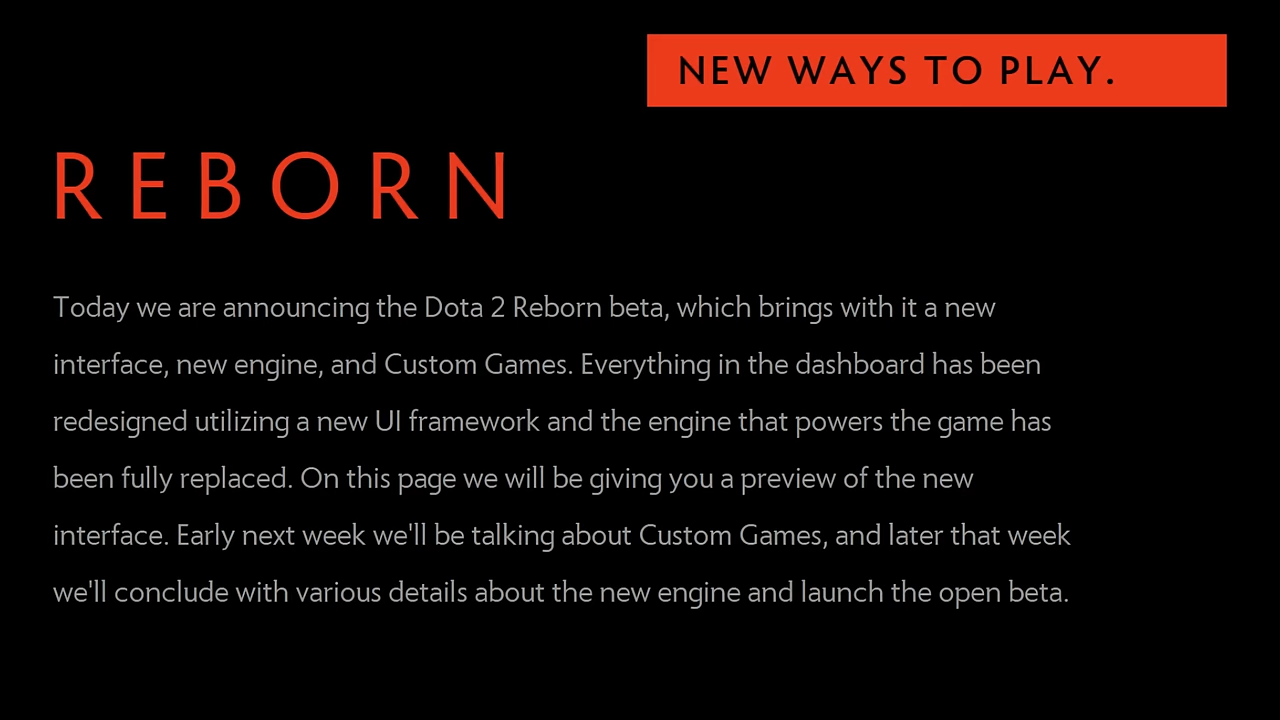 NEW WAYS TO PLAY.
REBORN
Today we are announcing the Dota 2 Reborn beta, which brings with it a new
interface, new engine, and Custom Games. Everything in the dashboard has been
redesigned utilizing a new UI framework and the engine that powers the game has
been fully replaced. On this page we will be giving you a preview of the new
interface. Early next week we'll be talking about Custom Games, and later that week
we'll conclude with various details about the new engine and launch the open beta.